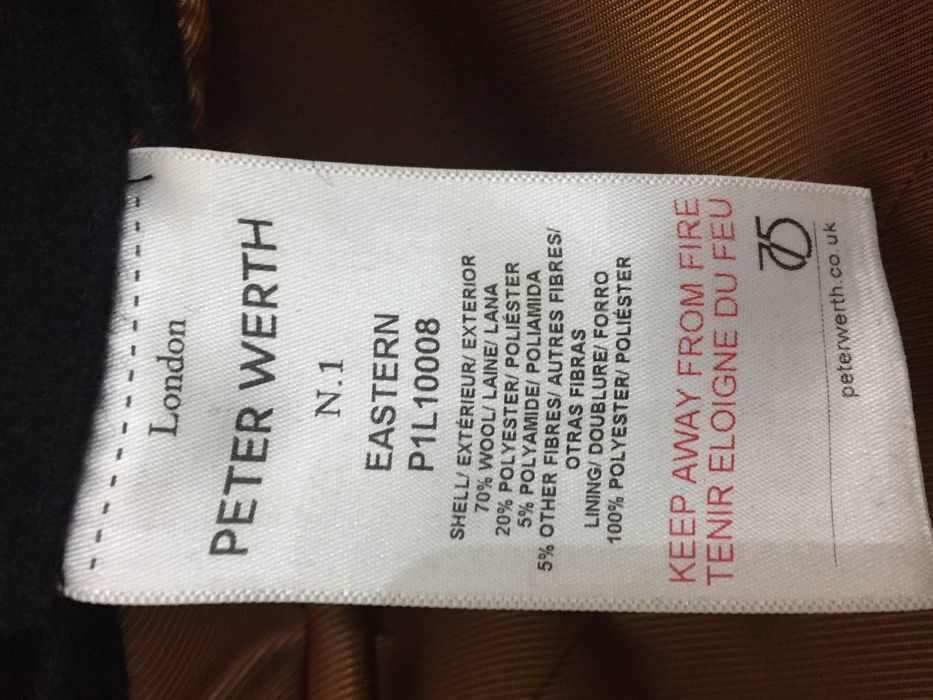 London
PETER WERTH
N.1
EASTERN
P1L10008
SHELL/ EXTÉRIEUR/ EXTERIOR
70% WOOL/ LAINE/ LANA
20% POLYESTER/ POLIÉSTER
5% POLYAMIDE/ POLIAMIDA
5% OTHER FIBRES/ AUTRES FIBRES/
OTRAS FIBRAS
LINING/ DOUBLURE/ FORRO
100% POLYESTER/ POLIÉSTER
KEEP AWAY FROM FIRE
TENIR ELOIGNE DU FEU
75
peterwerth.co.uk